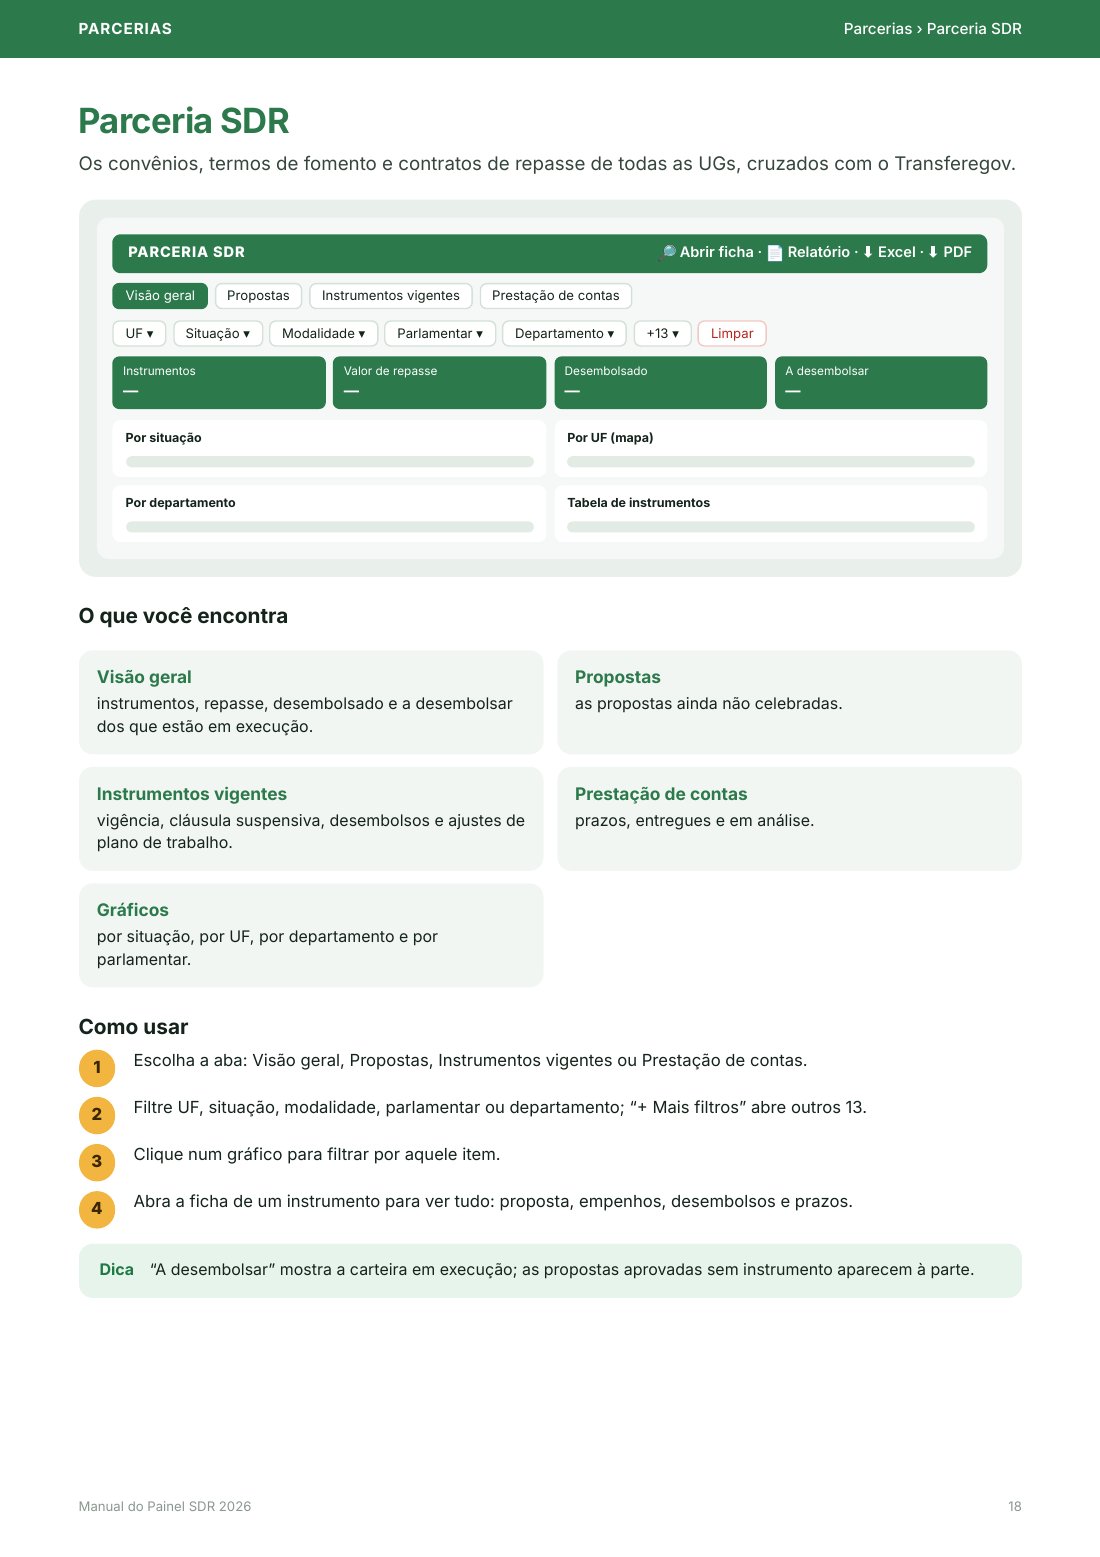 PARCERIAS
Parcerias › Parceria SDR
Parceria SDR
Os convênios, termos de fomento e contratos de repasse de todas as UGs, cruzados com o Transferegov.
PARCERIA SDR
🔎 Abrir ficha · 📄 Relatório · ⬇ Excel · ⬇ PDF
Visão geral
Propostas
Instrumentos vigentes
Prestação de contas
UF ▾
Situação ▾
Modalidade ▾
Parlamentar ▾
Departamento ▾
+13 ▾
Limpar
Instrumentos
—
Valor de repasse
—
Desembolsado
—
A desembolsar
—
Por situação
Por UF (mapa)
Por departamento
Tabela de instrumentos
O que você encontra
Visão geral
instrumentos, repasse, desembolsado e a desembolsar
dos que estão em execução.
Propostas
as propostas ainda não celebradas.
Instrumentos vigentes
vigência, cláusula suspensiva, desembolsos e ajustes de
plano de trabalho.
Prestação de contas
prazos, entregues e em análise.
Gráficos
por situação, por UF, por departamento e por
parlamentar.
Como usar
1 Escolha a aba: Visão geral, Propostas, Instrumentos vigentes ou Prestação de contas.
2 Filtre UF, situação, modalidade, parlamentar ou departamento; “+ Mais filtros” abre outros 13.
3 Clique num gráfico para filtrar por aquele item.
4 Abra a ficha de um instrumento para ver tudo: proposta, empenhos, desembolsos e prazos.
Dica “A desembolsar” mostra a carteira em execução; as propostas aprovadas sem instrumento aparecem à parte.
Manual do Painel SDR 2026
18